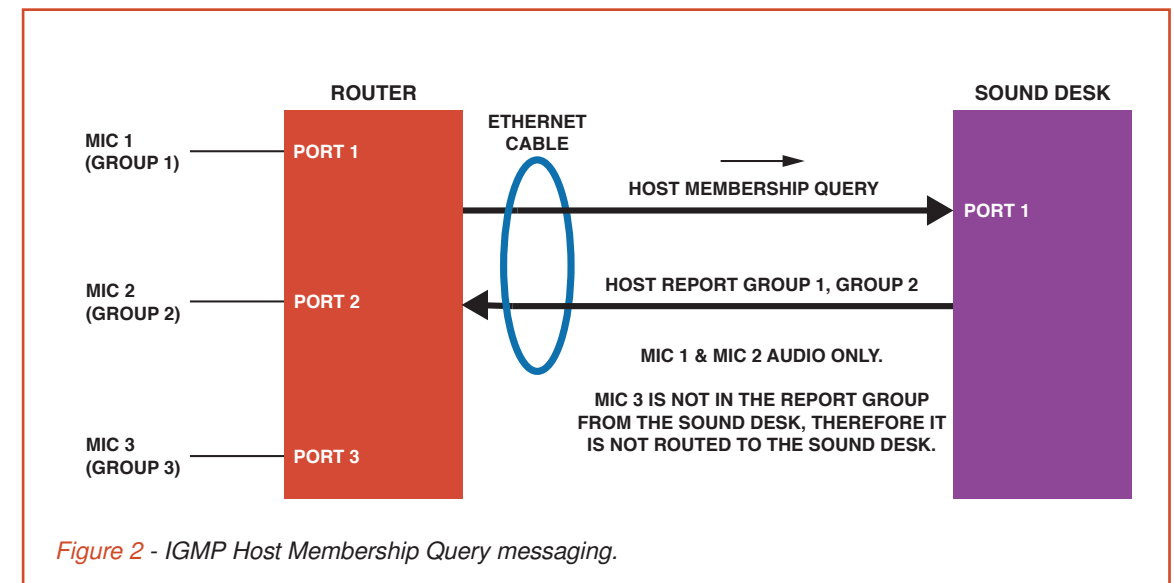 ROUTER
SOUND DESK
ETHERNET
CABLE
MIC 1
(GROUP 1)
PORT 1
HOST MEMBERSHIP QUERY
PORT 1
MIC 2
(GROUP 2)
PORT 2
HOST REPORT GROUP 1, GROUP 2
MIC 1 & MIC 2 AUDIO ONLY.
MIC 3 IS NOT IN THE REPORT GROUP
FROM THE SOUND DESK, THEREFORE IT
IS NOT ROUTED TO THE SOUND DESK.
MIC 3
(GROUP 3)
PORT 3
Figure 2 - IGMP Host Membership Query messaging.